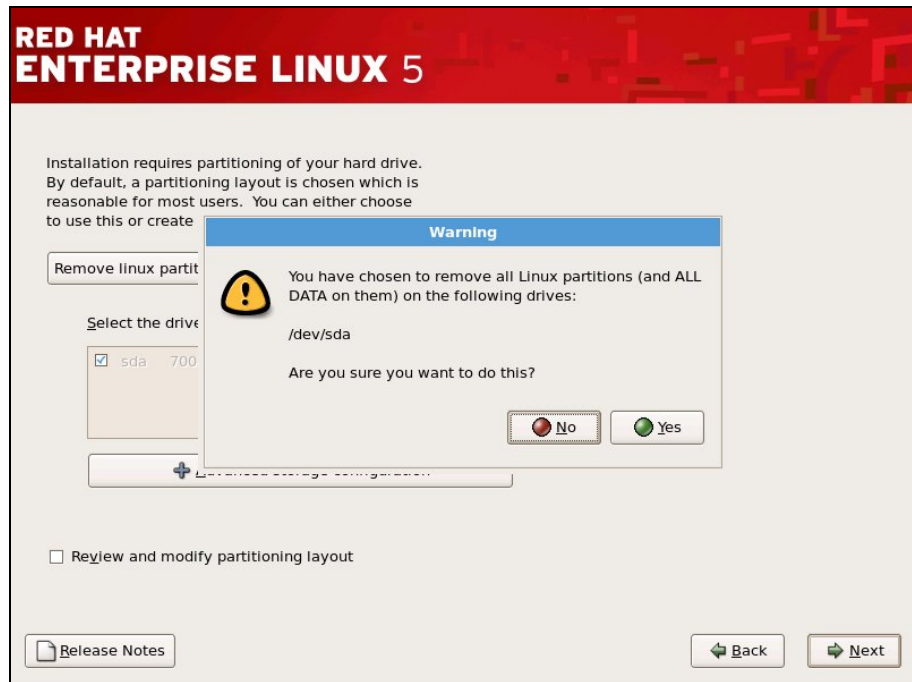 RED HAT
ENTERPRISE LINUX 5
Installation requires partitioning of your hard drive.
By default, a partitioning layout is chosen which is
reasonable for most users. You can either choose
to use this or create
Warning
Remove linux partit
You have chosen to remove all Linux partitions (and ALL
DATA on them) on the following drives:
/dev/sda
Select the drive
sda 700
Are you sure you want to do this?
No
Yes
Review and modify partitioning layout
Release Notes
Back
Next